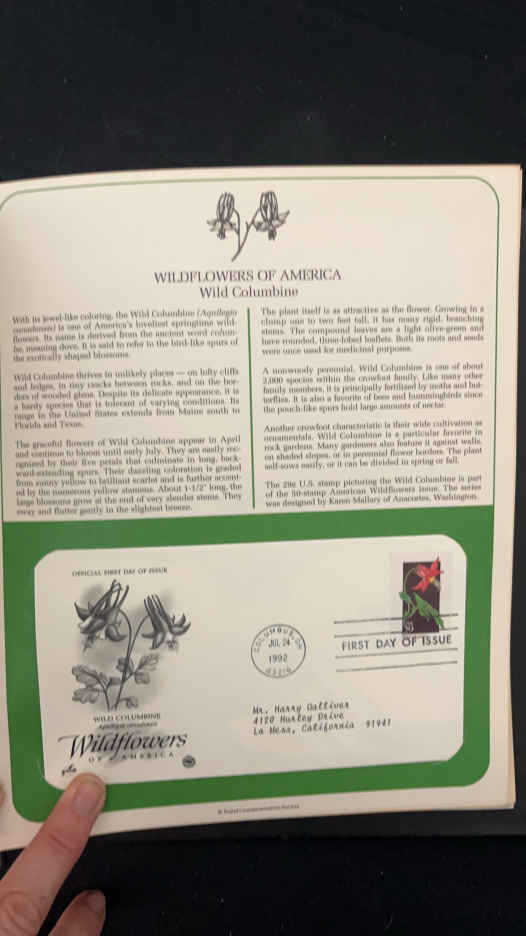 WILDFLOWERS OF AMERICA
Wild Columbine
With its jewel-like coloring, the Wild Columbine (Aquilegia
canadensis) is one of America's loveliest springtime wild-
flowers. Its name is derived from the ancient word colum-
ba, meaning dove. It is said to refer to the bird-like spurs of
the exotically shaped blossoms.
Wild Columbine thrives in unlikely places — on lofty cliffs
and ledges, in tiny cracks between rocks, and on the bor-
ders of wooded glens. Despite its delicate appearance, it is
a hardy species that is tolerant of varying conditions. Its
range in the United States extends from Maine south to
Florida and Texas.
The graceful flowers of Wild Columbine appear in April
and continue to bloom until early July. They are easily rec-
ognized by their five petals that culminate in long, back-
ward-extending spurs. Their dazzling coloration is graded
from sunny yellow to brilliant scarlet and is further accent-
ed by the numerous yellow stamens. About 1-1/2" long, the
large blossoms grow at the end of very slender stems. They
sway and flutter gently in the slightest breeze.
The plant itself is as attractive as the flower. Growing in a
clump one to two feet tall, it has many rigid, branching
stems. The compound leaves are a light olive-green and
have rounded, three-lobed leaflets. Both its roots and seeds
were once used for medicinal purposes.
A nonwoody perennial, Wild Columbine is one of about
2,000 species within the crowfoot family. Like many other
family members, it is principally fertilized by moths and but-
terflies. It is also a favorite of bees and hummingbirds since
the pouch-like spurs hold large amounts of nectar.
Another crowfoot characteristic is their wide cultivation as
ornamentals. Wild Columbine is a particular favorite in
rock gardens. Many gardeners also feature it against walls,
on shaded slopes, or in perennial flower borders. The plant
self-sows easily, or it can be divided in spring or fall.
The 29¢ U.S. stamp picturing the Wild Columbine is part
of the 50-stamp American Wildflowers issue. The series
was designed by Karen Mallary of Anacortes, Washington.
OFFICIAL FIRST DAY OF ISSUE
COLUMBUS, OH
JUL 24
1992
43216
FIRST DAY OF ISSUE
WILD COLUMBINE
Aquilegia canadensis
Wildflowers
OF AMERICA
Mr. Harry Galliver
4180 Harley Drive
La Mesa, California 91941